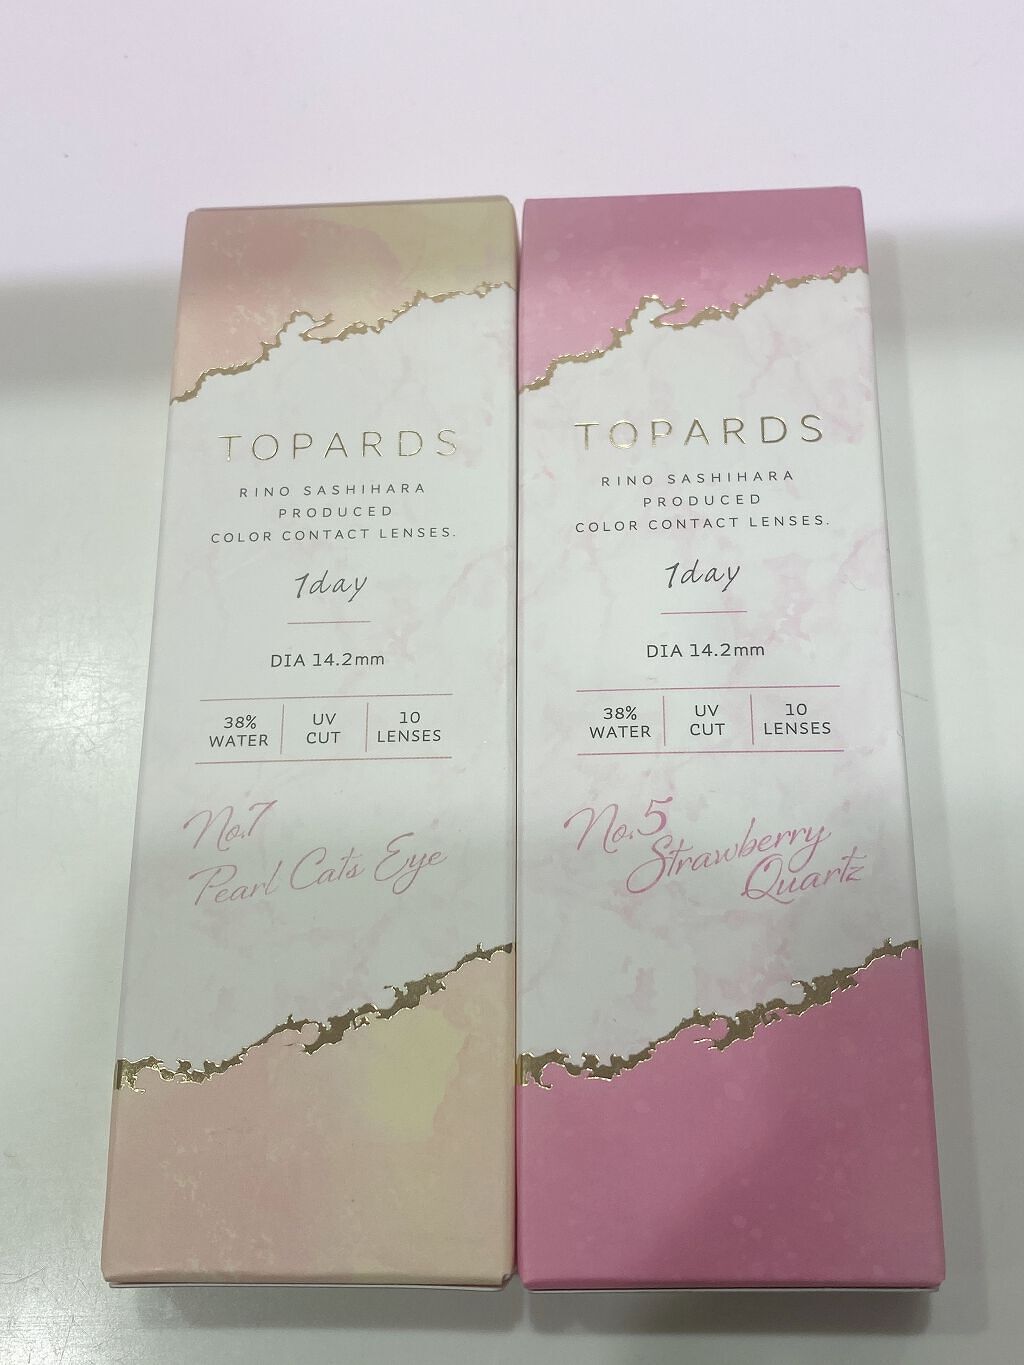 TOPARDS
RINO SASHIHARA
PRODUCED
COLOR CONTACT LENSES.
1day
DIA 14.2mm
38%
WATER
UV
CUT
10
LENSES
No.7
Pearl Cats Eye
TOPARDS
RINO SASHIHARA
PRODUCED
COLOR CONTACT LENSES.
1day
DIA 14.2mm
38%
WATER
UV
CUT
10
LENSES
No.5
Strawberry
Quartz